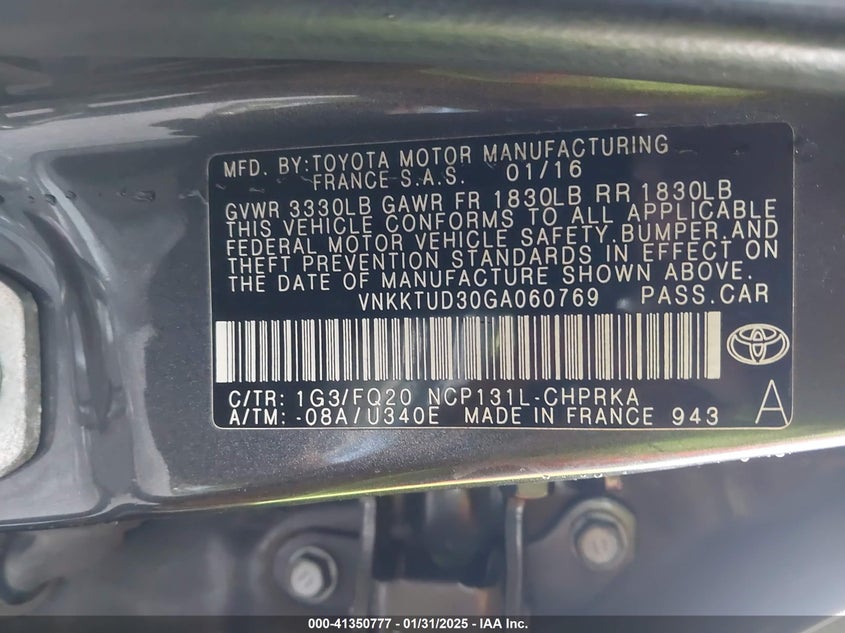 MFD. BY:TOYOTA MOTOR MANUFACTURING
FRANCE S.A.S. 01/16
GVWR 3330LB GAWR FR 1830LB RR 1830LB
THIS VEHICLE CONFORMS TO ALL APPLICABLE
FEDERAL MOTOR VEHICLE SAFETY,BUMPER,AND
THEFT PREVENTION STANDARDS IN EFFECT ON
THE DATE OF MANUFACTURE SHOWN ABOVE.
VNKKTUD30GA060769 PASS.CAR
C/TR: 1G3/FQ20 NCP131L-CHPRKA
A/TM: -08A/U340E MADE IN FRANCE 943
A
000-41350777 - 01/31/2025 - IAA Inc.